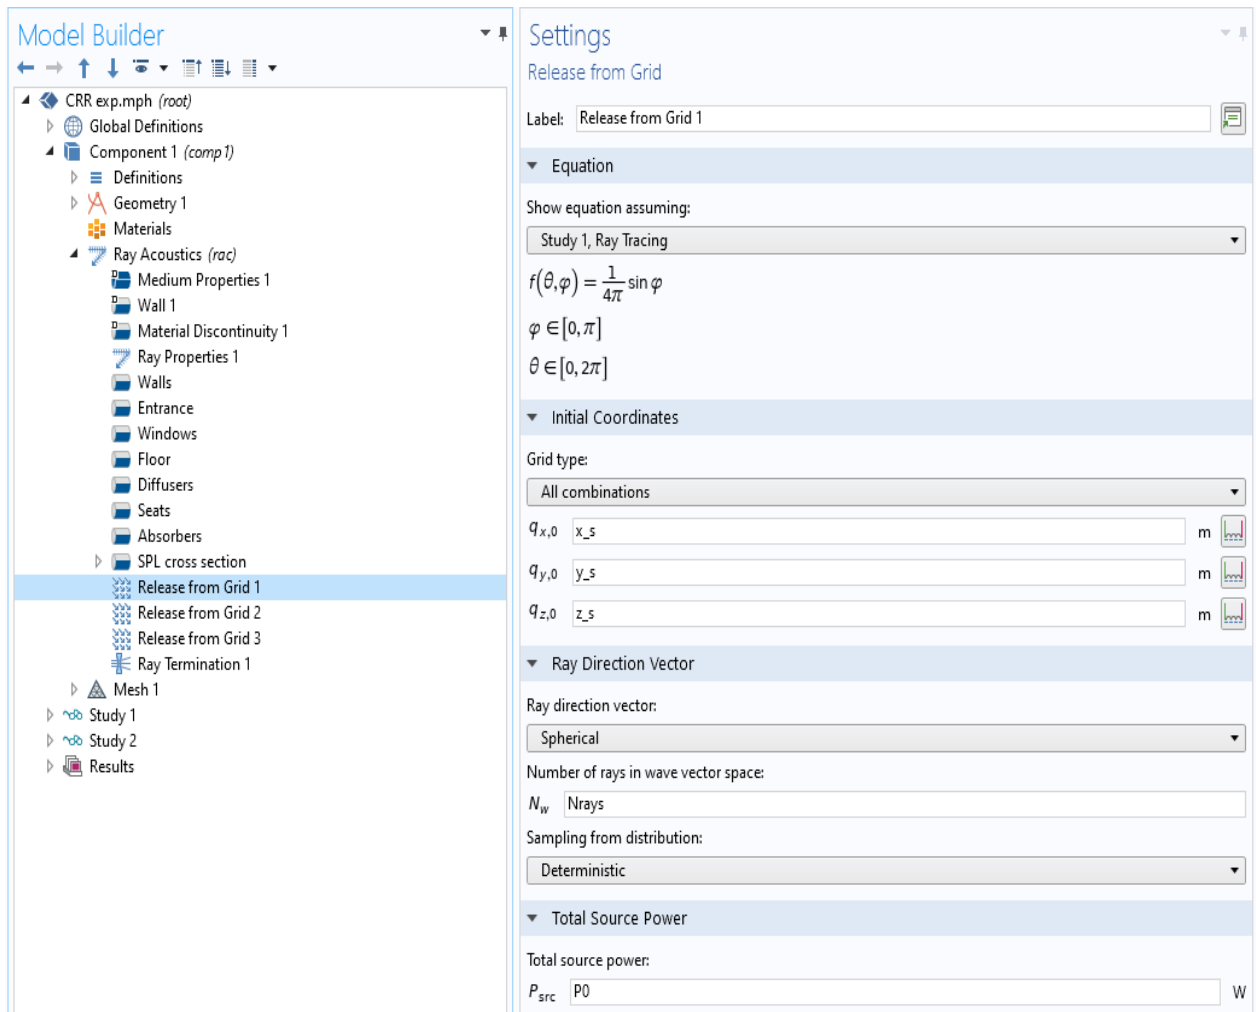 Model Builder
CRR exp.mph (root)
Global Definitions
Component 1 (comp1)
Definitions
Geometry 1
Materials
Ray Acoustics (rac)
Medium Properties 1
Wall 1
Material Discontinuity 1
Ray Properties 1
Walls
Entrance
Windows
Floor
Diffusers
Seats
Absorbers
SPL cross section
Release from Grid 1
Release from Grid 2
Release from Grid 3
Ray Termination 1
Mesh 1
Study 1
Study 2
Results
Settings
Release from Grid
Label: Release from Grid 1
Equation
Show equation assuming:
Study 1, Ray Tracing
f(θ,φ) = 1/4π sin φ
φ ∈ [0, π]
θ ∈ [0, 2π]
Initial Coordinates
Grid type:
All combinations
qx,0 x_s m
qy,0 y_s m
qz,0 z_s m
Ray Direction Vector
Ray direction vector:
Spherical
Number of rays in wave vector space:
Nw Nrays
Sampling from distribution:
Deterministic
Total Source Power
Total source power:
Psrc P0 W